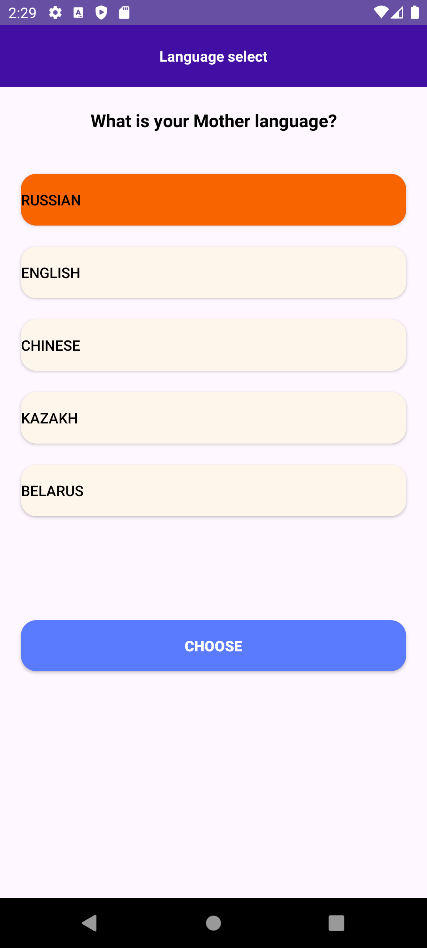 2:29
Language select
What is your Mother language?
RUSSIAN
ENGLISH
CHINESE
KAZAKH
BELARUS
CHOOSE